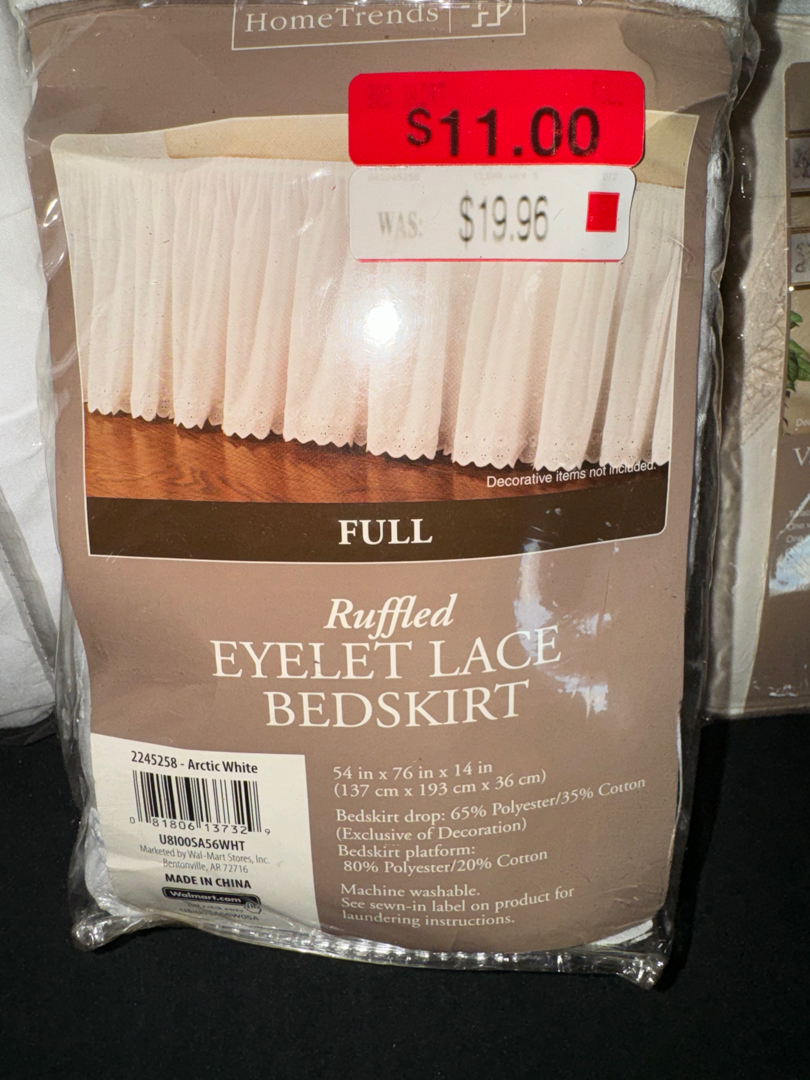 HomeTrends
$11.00
WAS: $19.96
Decorative items not included.
FULL
Ruffled
EYELET LACE
BEDSKIRT
2245258 - Arctic White
0 81806 13732 9
U8I00SA56WHT
Marketed by Wal-Mart Stores, Inc.
Bentonville, AR 72716
MADE IN CHINA
Walmart.com
54 in x 76 in x 14 in
(137 cm x 193 cm x 36 cm)
Bedskirt drop: 65% Polyester/35% Cotton
(Exclusive of Decoration)
Bedskirt platform:
80% Polyester/20% Cotton
Machine washable.
See sewn-in label on product for
laundering instructions.